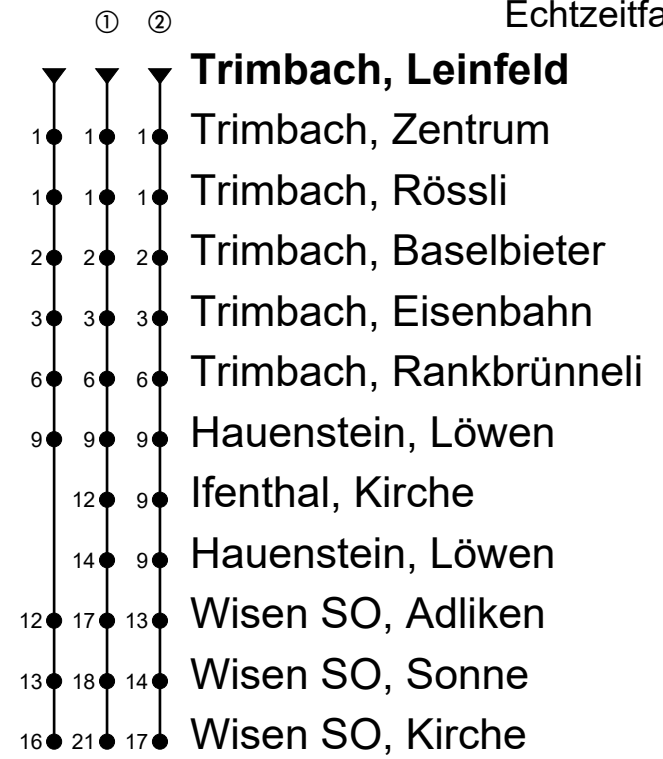 ① ② Echtzeitfa
Trimbach, Leinfeld
1 1 1 Trimbach, Zentrum
1 1 1 Trimbach, Rössli
2 2 2 Trimbach, Baselbieter
3 3 3 Trimbach, Eisenbahn
6 6 6 Trimbach, Rankbrünneli
9 9 9 Hauenstein, Löwen
12 9 Ifenthal, Kirche
14 9 Hauenstein, Löwen
12 17 13 Wisen SO, Adliken
13 18 14 Wisen SO, Sonne
16 21 17 Wisen SO, Kirche